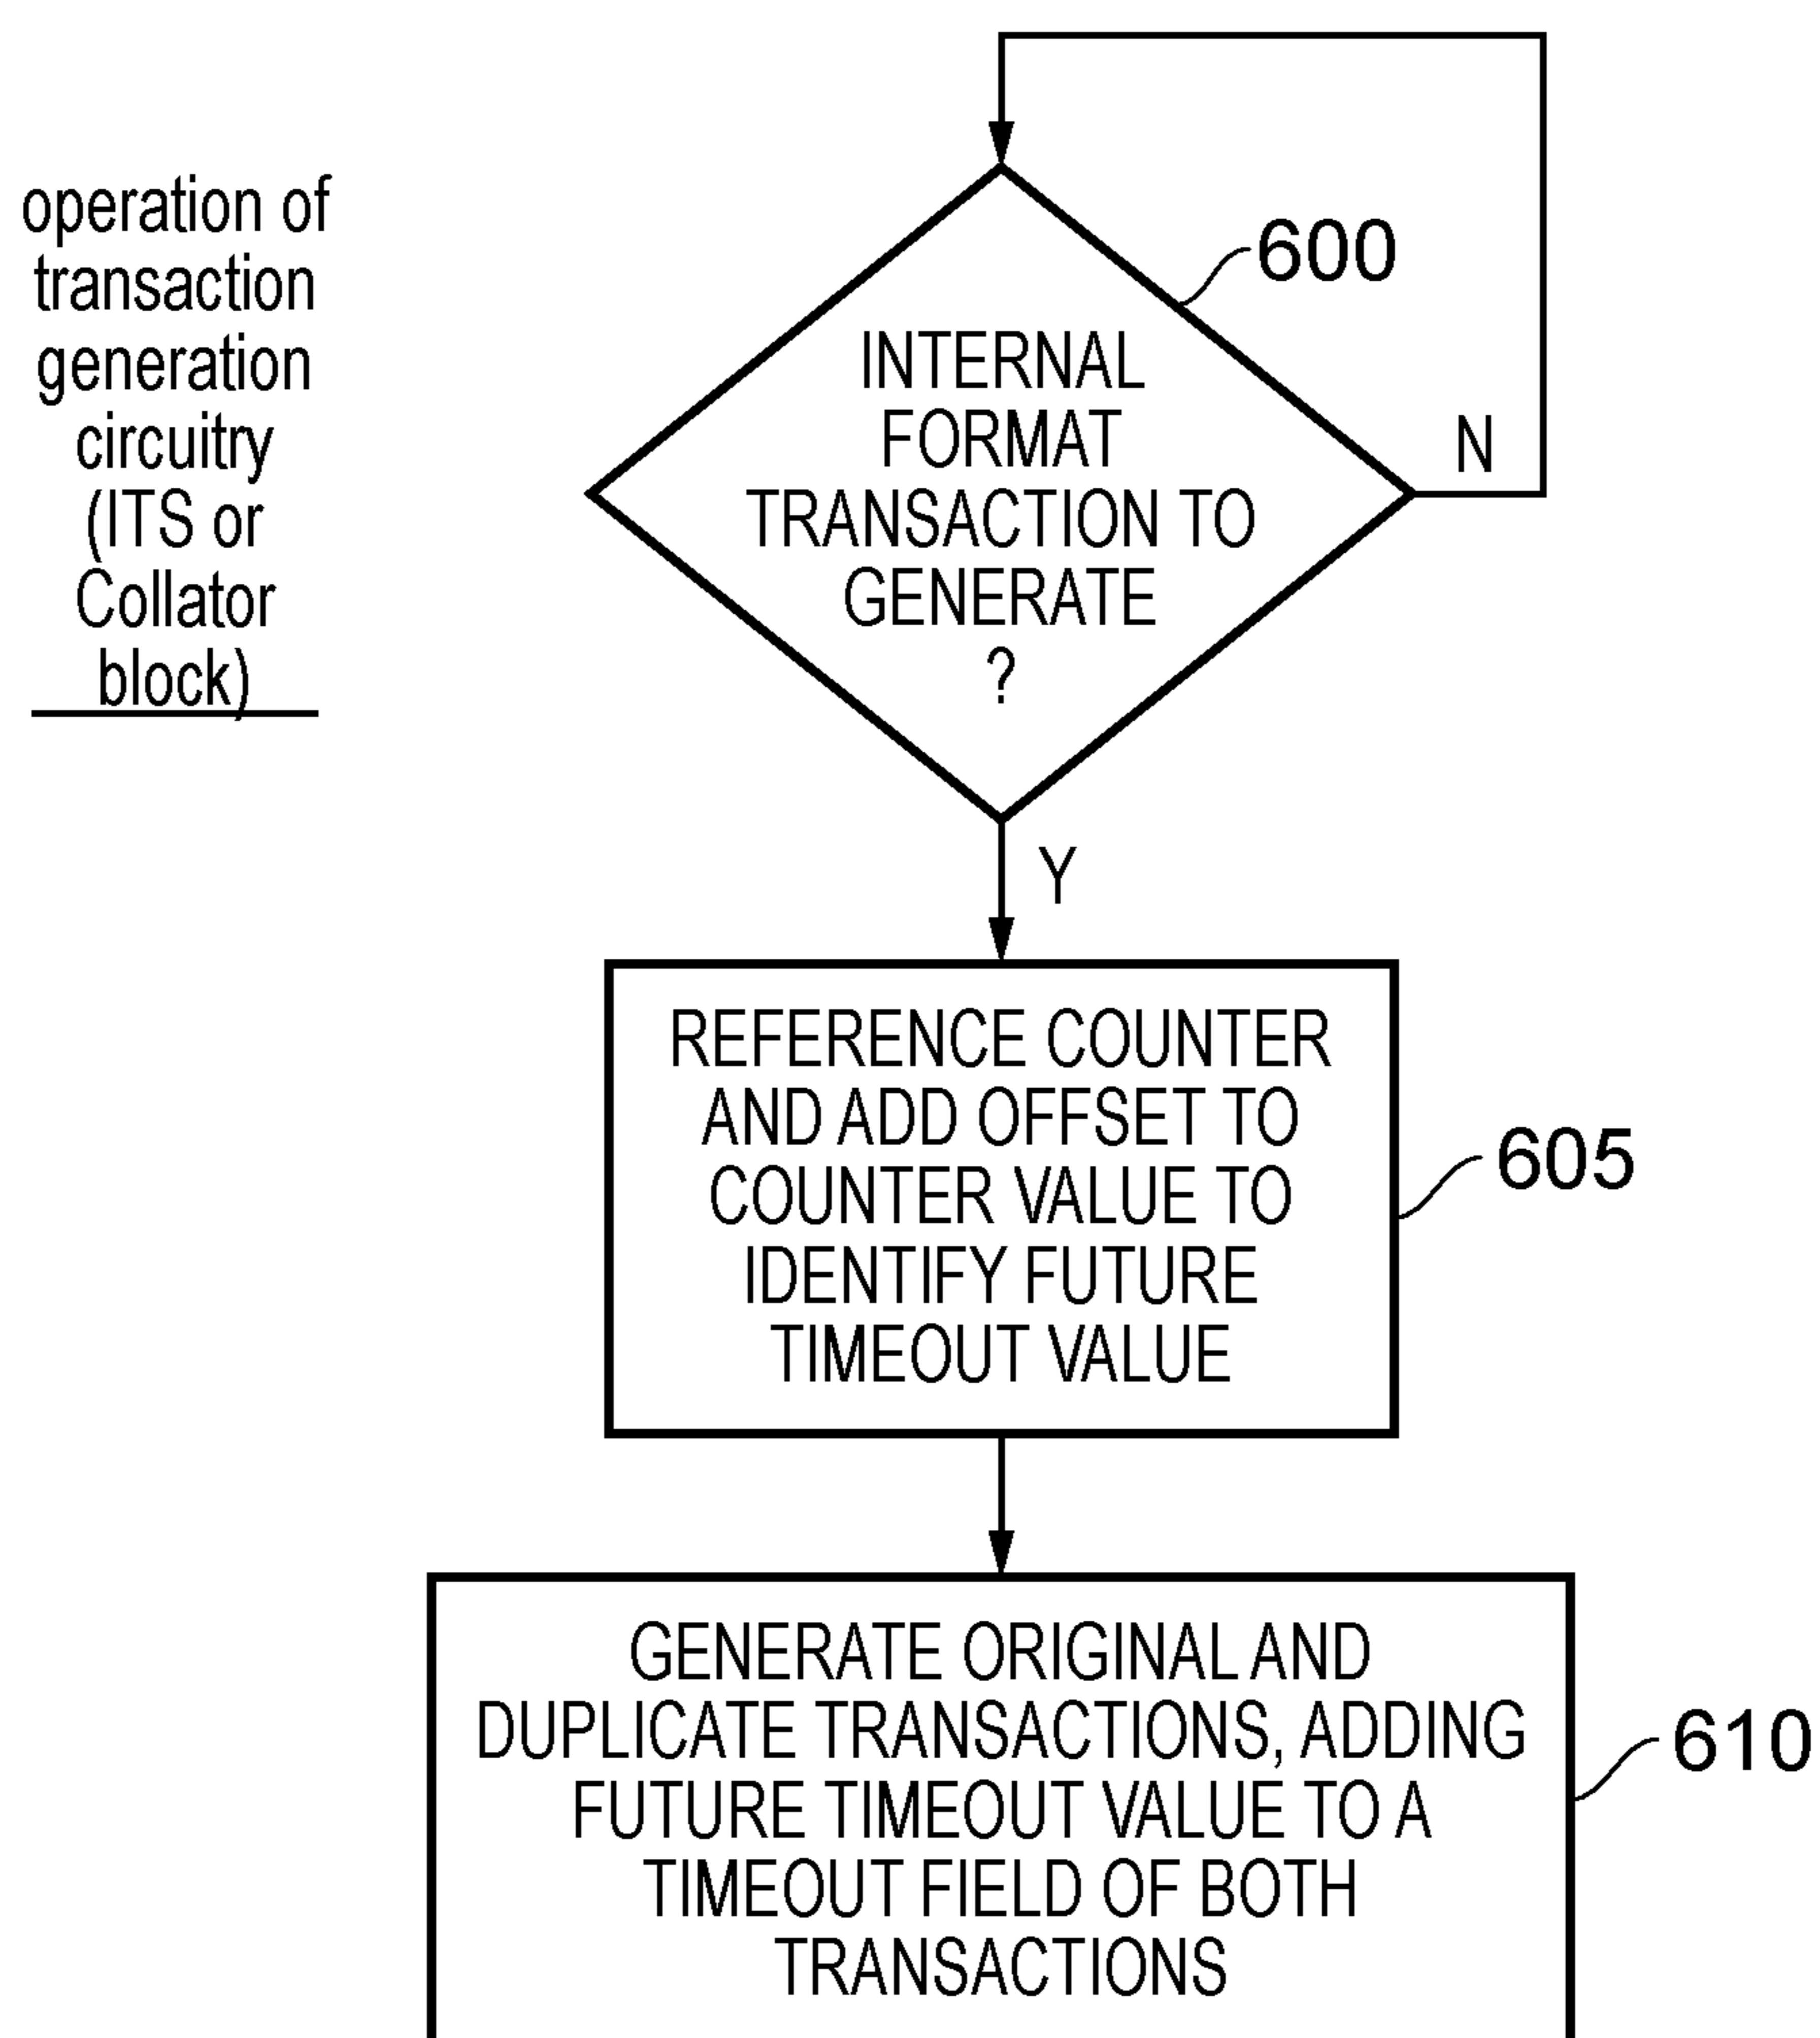 operation of
transaction
generation
circuitry
(ITS or
Collator
block)
600
INTERNAL
FORMAT
TRANSACTION TO
GENERATE
?
N
Y
REFERENCE COUNTER
AND ADD OFFSET TO
COUNTER VALUE TO
IDENTIFY FUTURE
TIMEOUT VALUE
605
GENERATE ORIGINAL AND
DUPLICATE TRANSACTIONS, ADDING
FUTURE TIMEOUT VALUE TO A
TIMEOUT FIELD OF BOTH
TRANSACTIONS
610